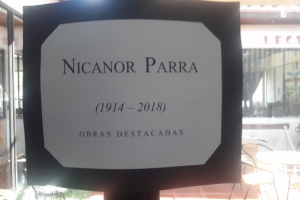 NICANOR PARRA
(1914 – 2018)
OBRAS DESTACADAS